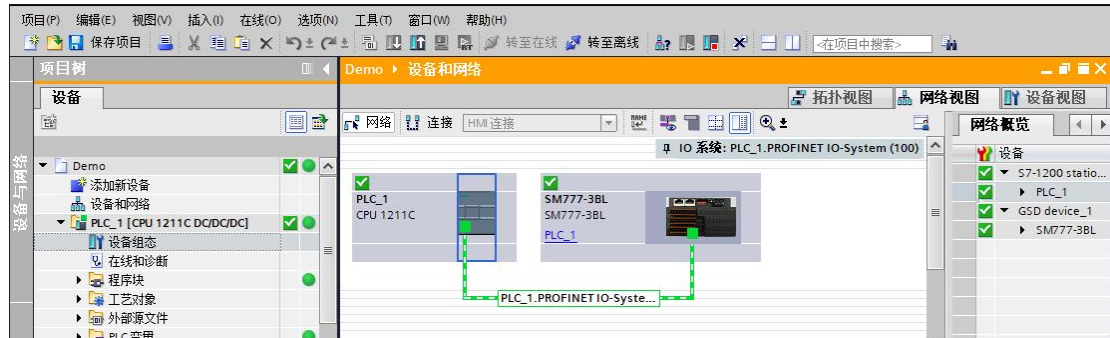 项目(P) 编辑(E) 视图(V) 插入(I) 在线(O) 选项(N) 工具(T) 窗口(W) 帮助(H)
保存项目 转至在线 转至离线 <在项目中搜索>
项目树
Demo ▸ 设备和网络
设备
拓扑视图 网络视图 设备视图
网络 连接 HMI 连接
网络概览
IO 系统: PLC_1.PROFINET IO-System (100)
设备与网络
Demo
添加新设备
设备和网络
PLC_1 [CPU 1211C DC/DC/DC]
设备组态
在线和诊断
程序块
工艺对象
外部源文件
PLC 变量
PLC_1
CPU 1211C
SM777-3BL
SM777-3BL
PLC_1
PLC_1.PROFINET IO-Syste...
设备
S7-1200 statio...
PLC_1
GSD device_1
SM777-3BL